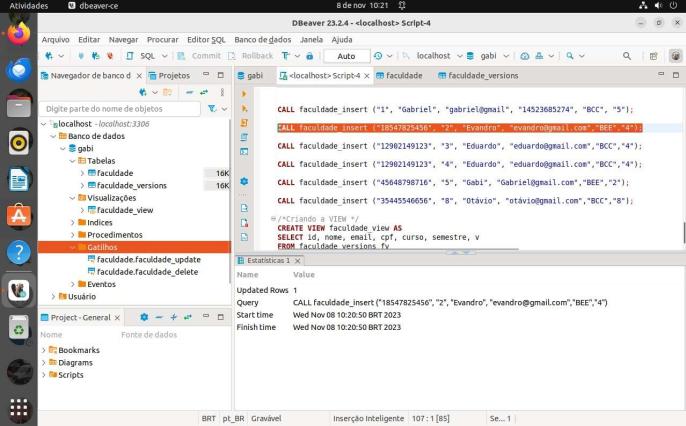 Atividades
dbeaver-ce
8 de nov 10:21
DBeaver 23.2.4 - <localhost> Script-4
Arquivo Editar Navegar Procurar Editor SQL Banco de dados Janela Ajuda
SQL Commit Rollback T Auto localhost gabi
Navegador de banco d Projetos
Digite parte do nome de objetos
localhost - localhost:3306
Banco de dados
gabi
Tabelas
faculdade 16K
faculdade_versions 16K
Visualizações
faculdade_view
Indices
Procedimentos
Gatilhos
faculdade.faculdade_update
faculdade.faculdade_delete
Eventos
Usuário
Project - General
Nome Fonte de dados
Bookmarks
Diagrams
Scripts
gabi <localhost> Script-4 faculdade faculdade_versions
CALL faculdade_insert ("1", "Gabriel", "gabriel@gmail", "14523685274", "BCC", "5");
CALL faculdade_insert ("18547825456", "2", "Evandro", "evandro@gmail.com","BEE","4");
CALL faculdade_insert ("12902149123", "3", "Eduardo", "eduardo@gmail.com","BCC","4");
CALL faculdade_insert ("12902149123", "4", "Eduardo", "eduardo@gmail.com","BCC","4");
CALL faculdade_insert ("45648798716", "5", "Gabi", "Gabriel@gmail.com","BEE","2");
CALL faculdade_insert ("35445546656", "8", "Otávio", "otávio@gmail.com","BCC","8");
/*Criando a VIEW */
CREATE VIEW faculdade_view AS
SELECT id, nome, email, cpf, curso, semestre, v
FROM faculdade_versions fv
Estatísticas 1
Name Value
Updated Rows 1
Query CALL faculdade_insert ("18547825456", "2", "Evandro", "evandro@gmail.com","BEE","4")
Start time Wed Nov 08 10:20:50 BRT 2023
Finish time Wed Nov 08 10:20:50 BRT 2023
BRT pt_BR Gravável Inserção Inteligente 107 : 1 [85] Se... 1